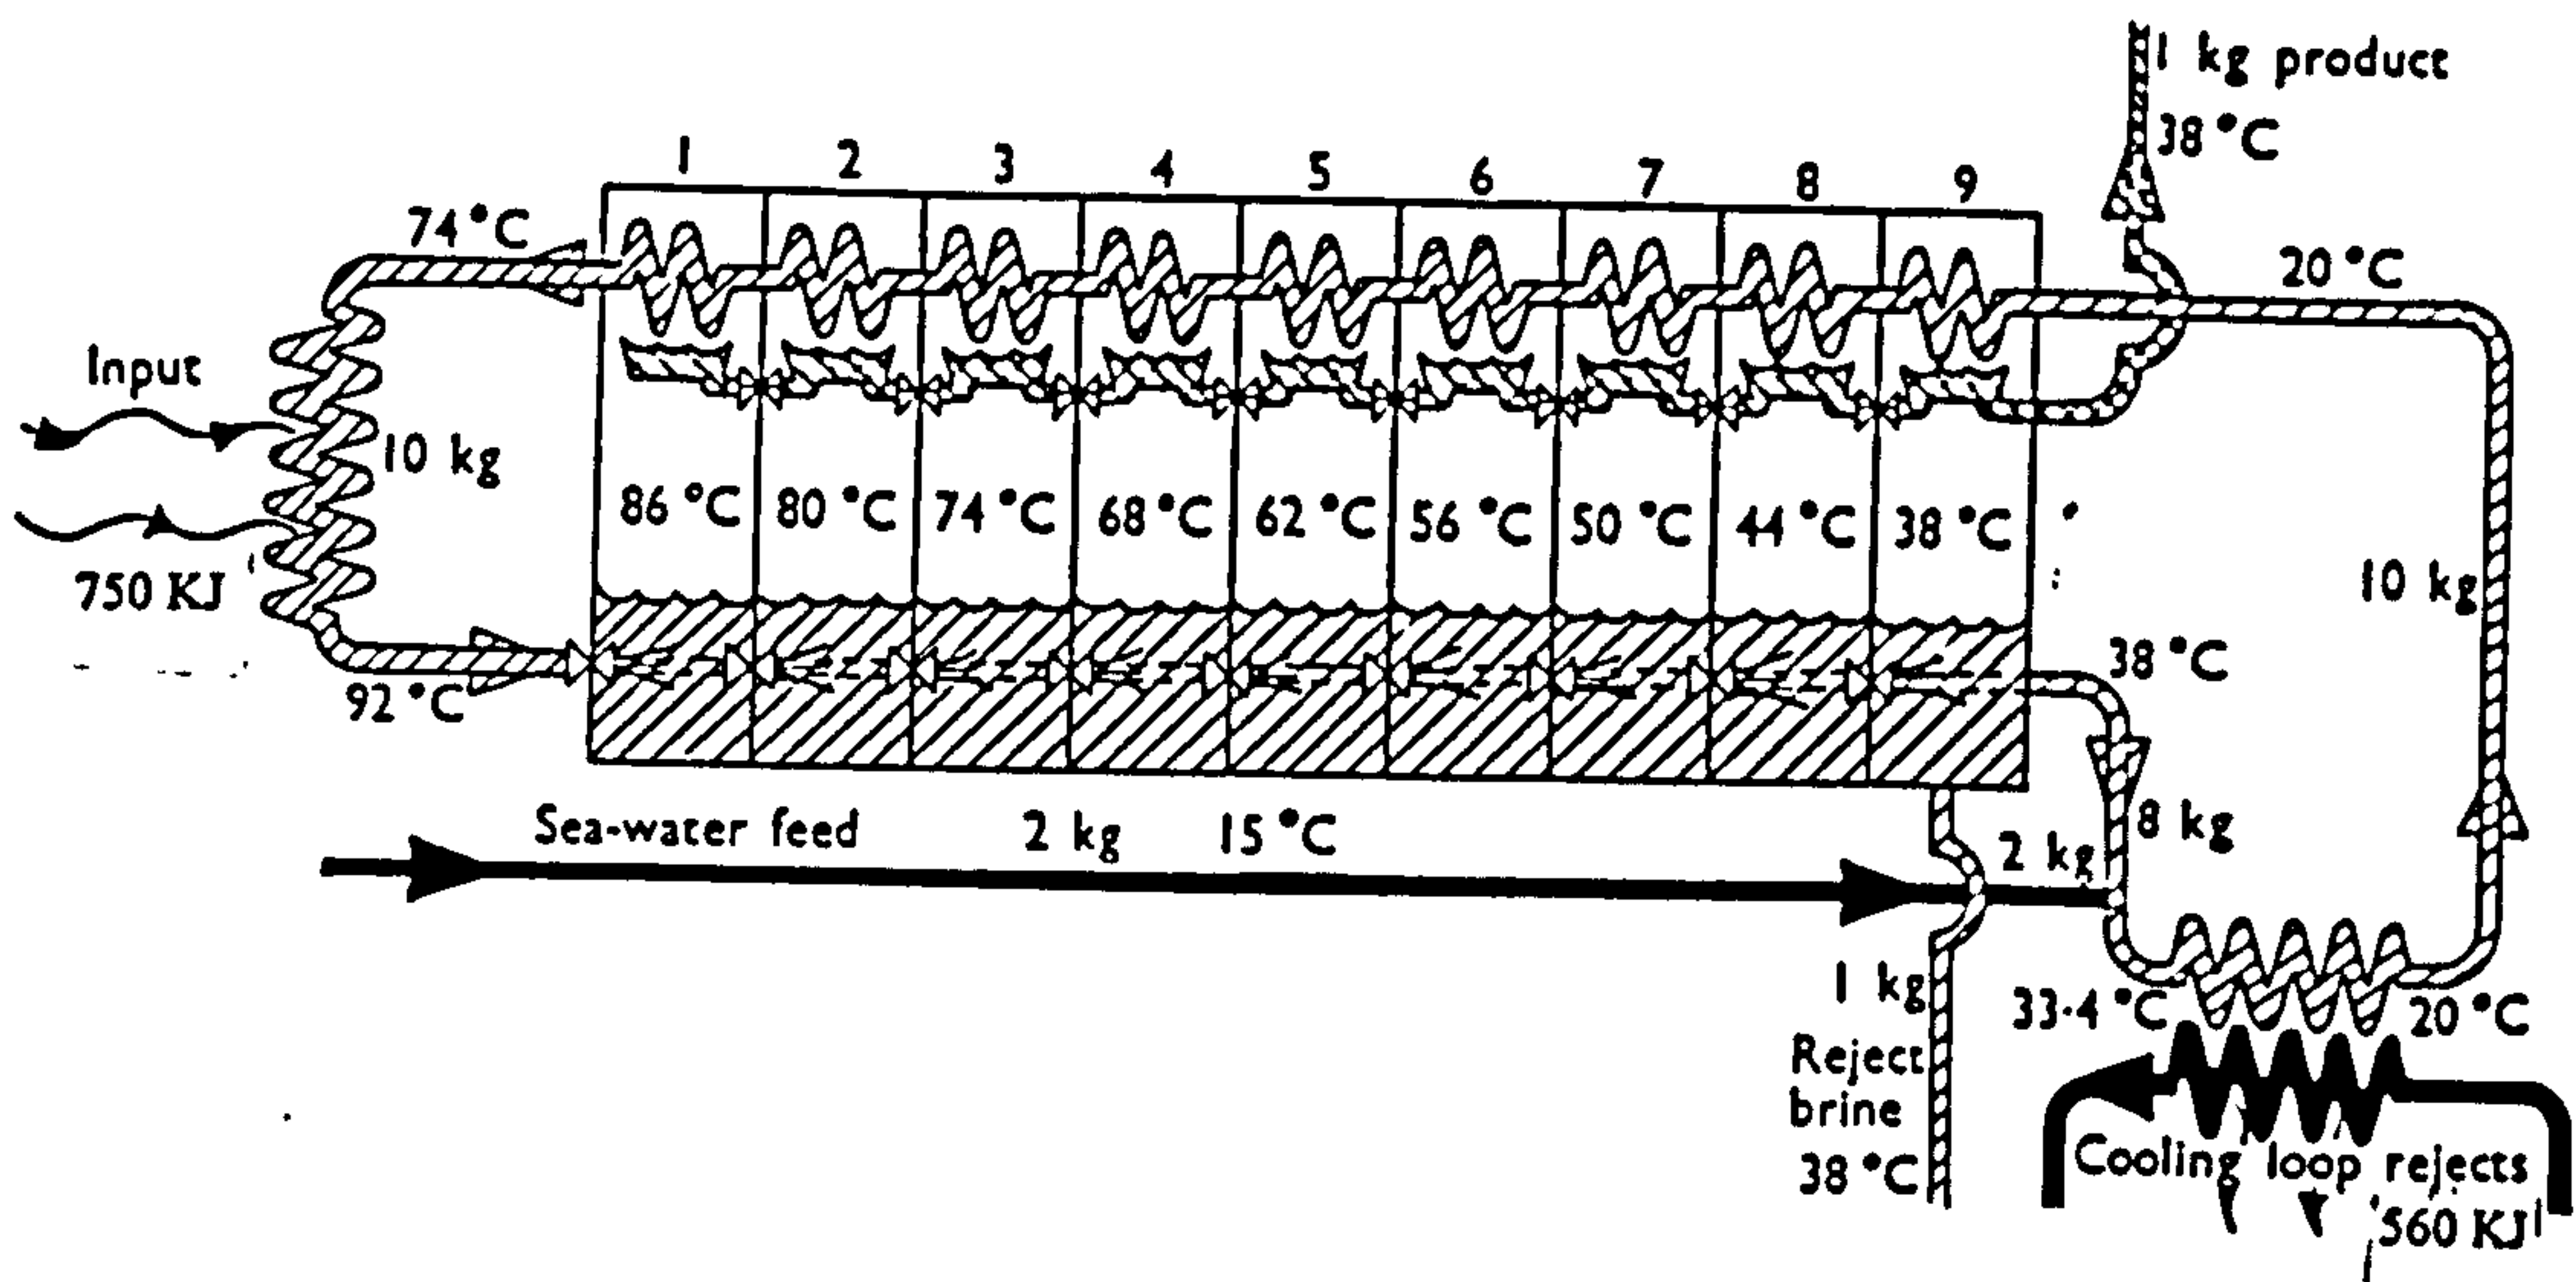 1 kg product
38 °C
1 2 3 4 5 6 7 8 9
74 °C
20 °C
Input
10 kg
750 KJ
86 °C 80 °C 74 °C 68 °C 62 °C 56 °C 50 °C 44 °C 38 °C
10 kg
92 °C
38 °C
Sea-water feed 2 kg 15 °C
8 kg
2 kg
1 kg
33·4 °C
20 °C
Reject
brine
38 °C
Cooling loop rejects
560 KJ